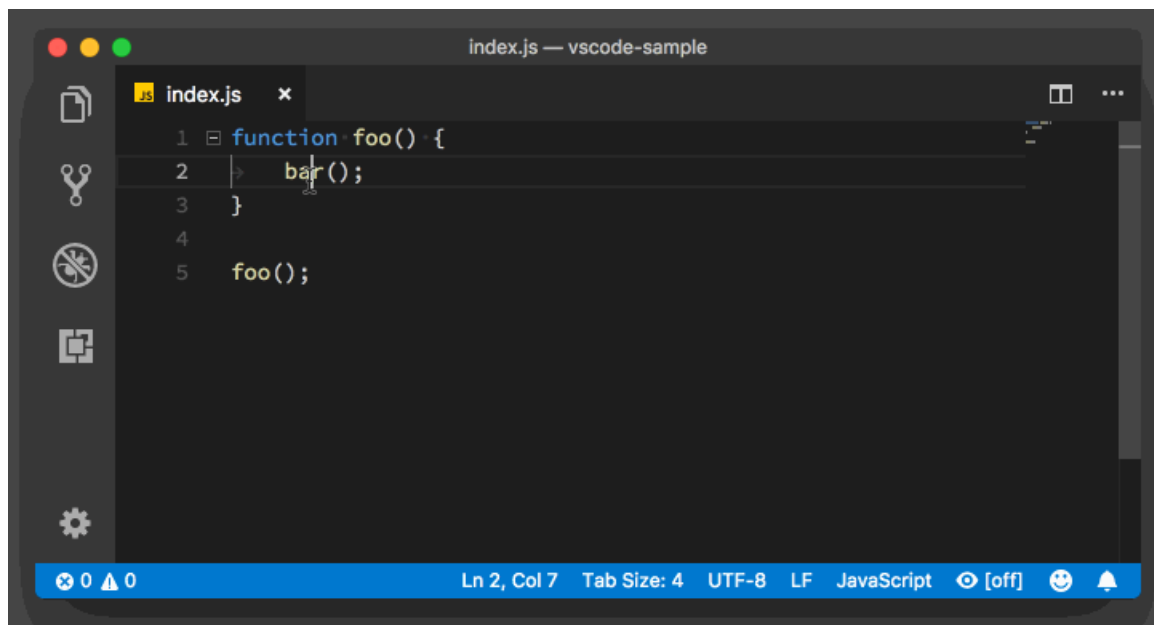 index.js — vscode-sample
JS index.js ×
1 function foo() {
2 bar();
3 }
4
5 foo();
0 0 Ln 2, Col 7 Tab Size: 4 UTF-8 LF JavaScript [off]